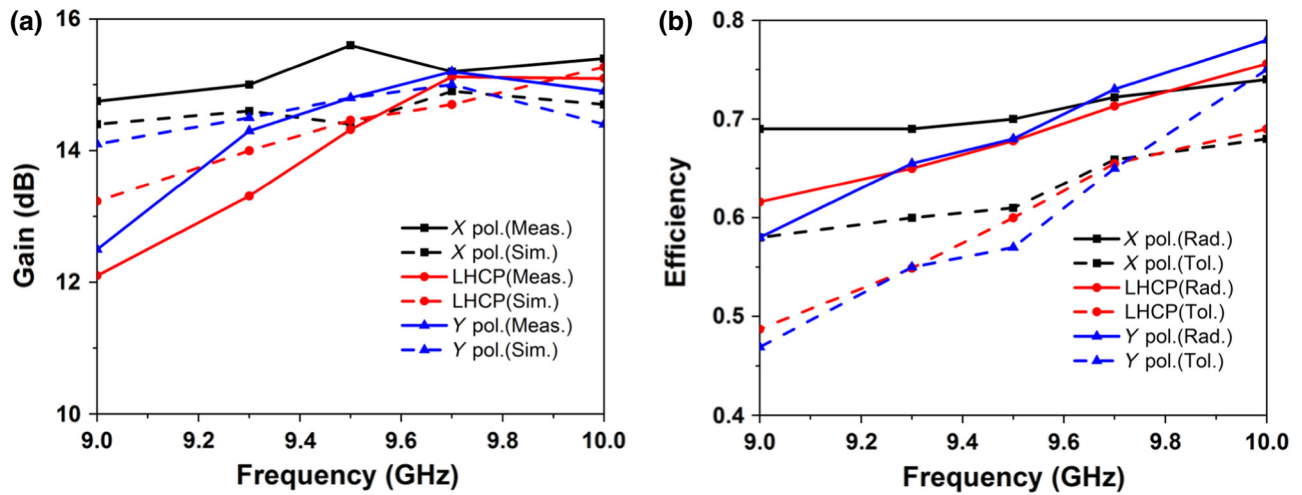 (a)
16
14
12
10
Gain (dB)
X pol.(Meas.)
X pol.(Sim.)
LHCP(Meas.)
LHCP(Sim.)
Y pol.(Meas.)
Y pol.(Sim.)
9.0 9.2 9.4 9.6 9.8 10.0
Frequency (GHz)
(b)
0.8
0.7
0.6
0.5
0.4
Efficiency
X pol.(Rad.)
X pol.(Tol.)
LHCP(Rad.)
LHCP(Tol.)
Y pol.(Rad.)
Y pol.(Tol.)
9.0 9.2 9.4 9.6 9.8 10.0
Frequency (GHz)